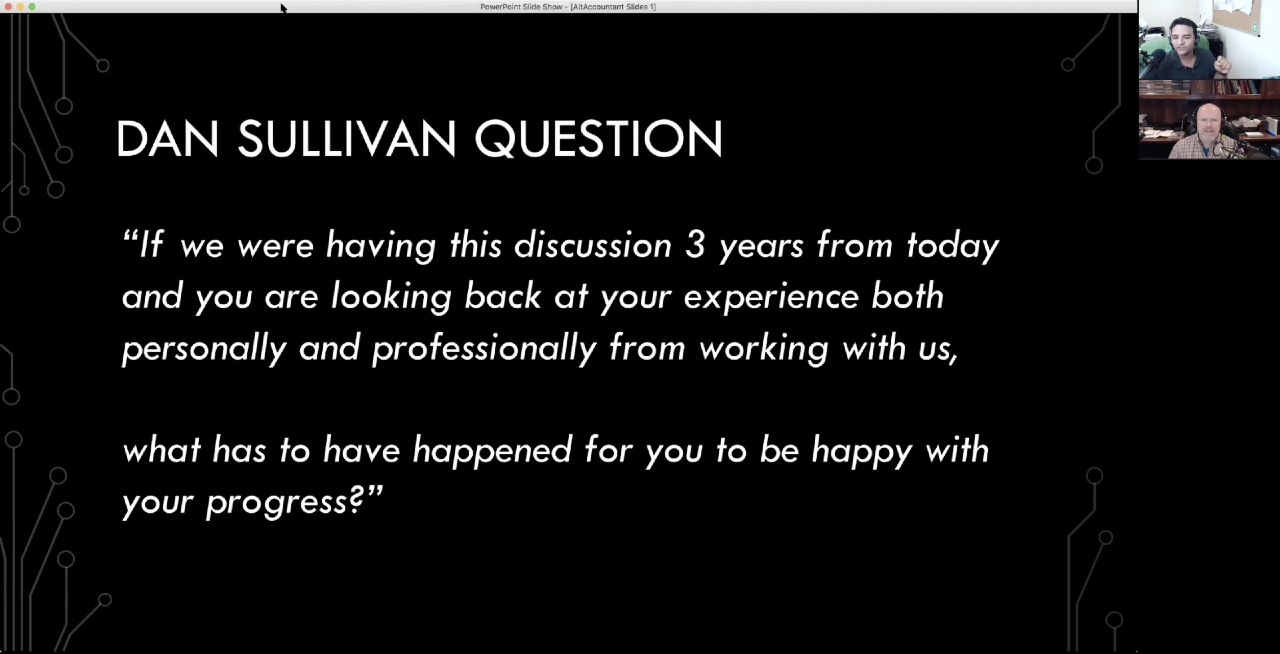 PowerPoint Slide Show - [AltAccountant Slides 1]
DAN SULLIVAN QUESTION
“If we were having this discussion 3 years from today
and you are looking back at your experience both
personally and professionally from working with us,
what has to have happened for you to be happy with
your progress?”